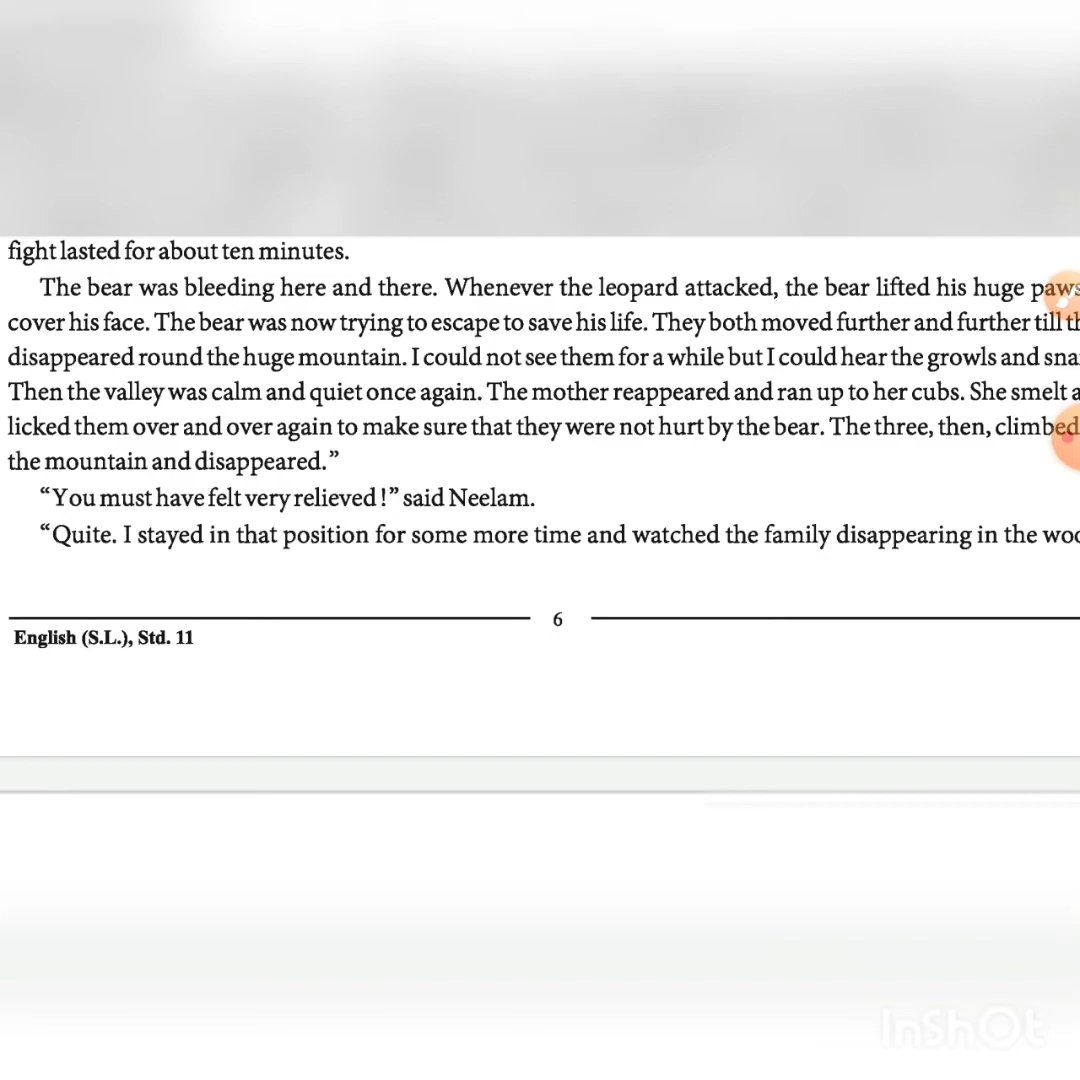 fight lasted for about ten minutes.
The bear was bleeding here and there. Whenever the leopard attacked, the bear lifted his huge paws
cover his face. The bear was now trying to escape to save his life. They both moved further and further till
disappeared round the huge mountain. I could not see them for a while but I could hear the growls and
Then the valley was calm and quiet once again. The mother reappeared and ran up to her cubs. She smelt
licked them over and over again to make sure that they were not hurt by the bear. The three, then, climbed
the mountain and disappeared.”
“You must have felt very relieved!” said Neelam.
“Quite. I stayed in that position for some more time and watched the family disappearing in the
6
English (S.L.), Std. 11
InShOt